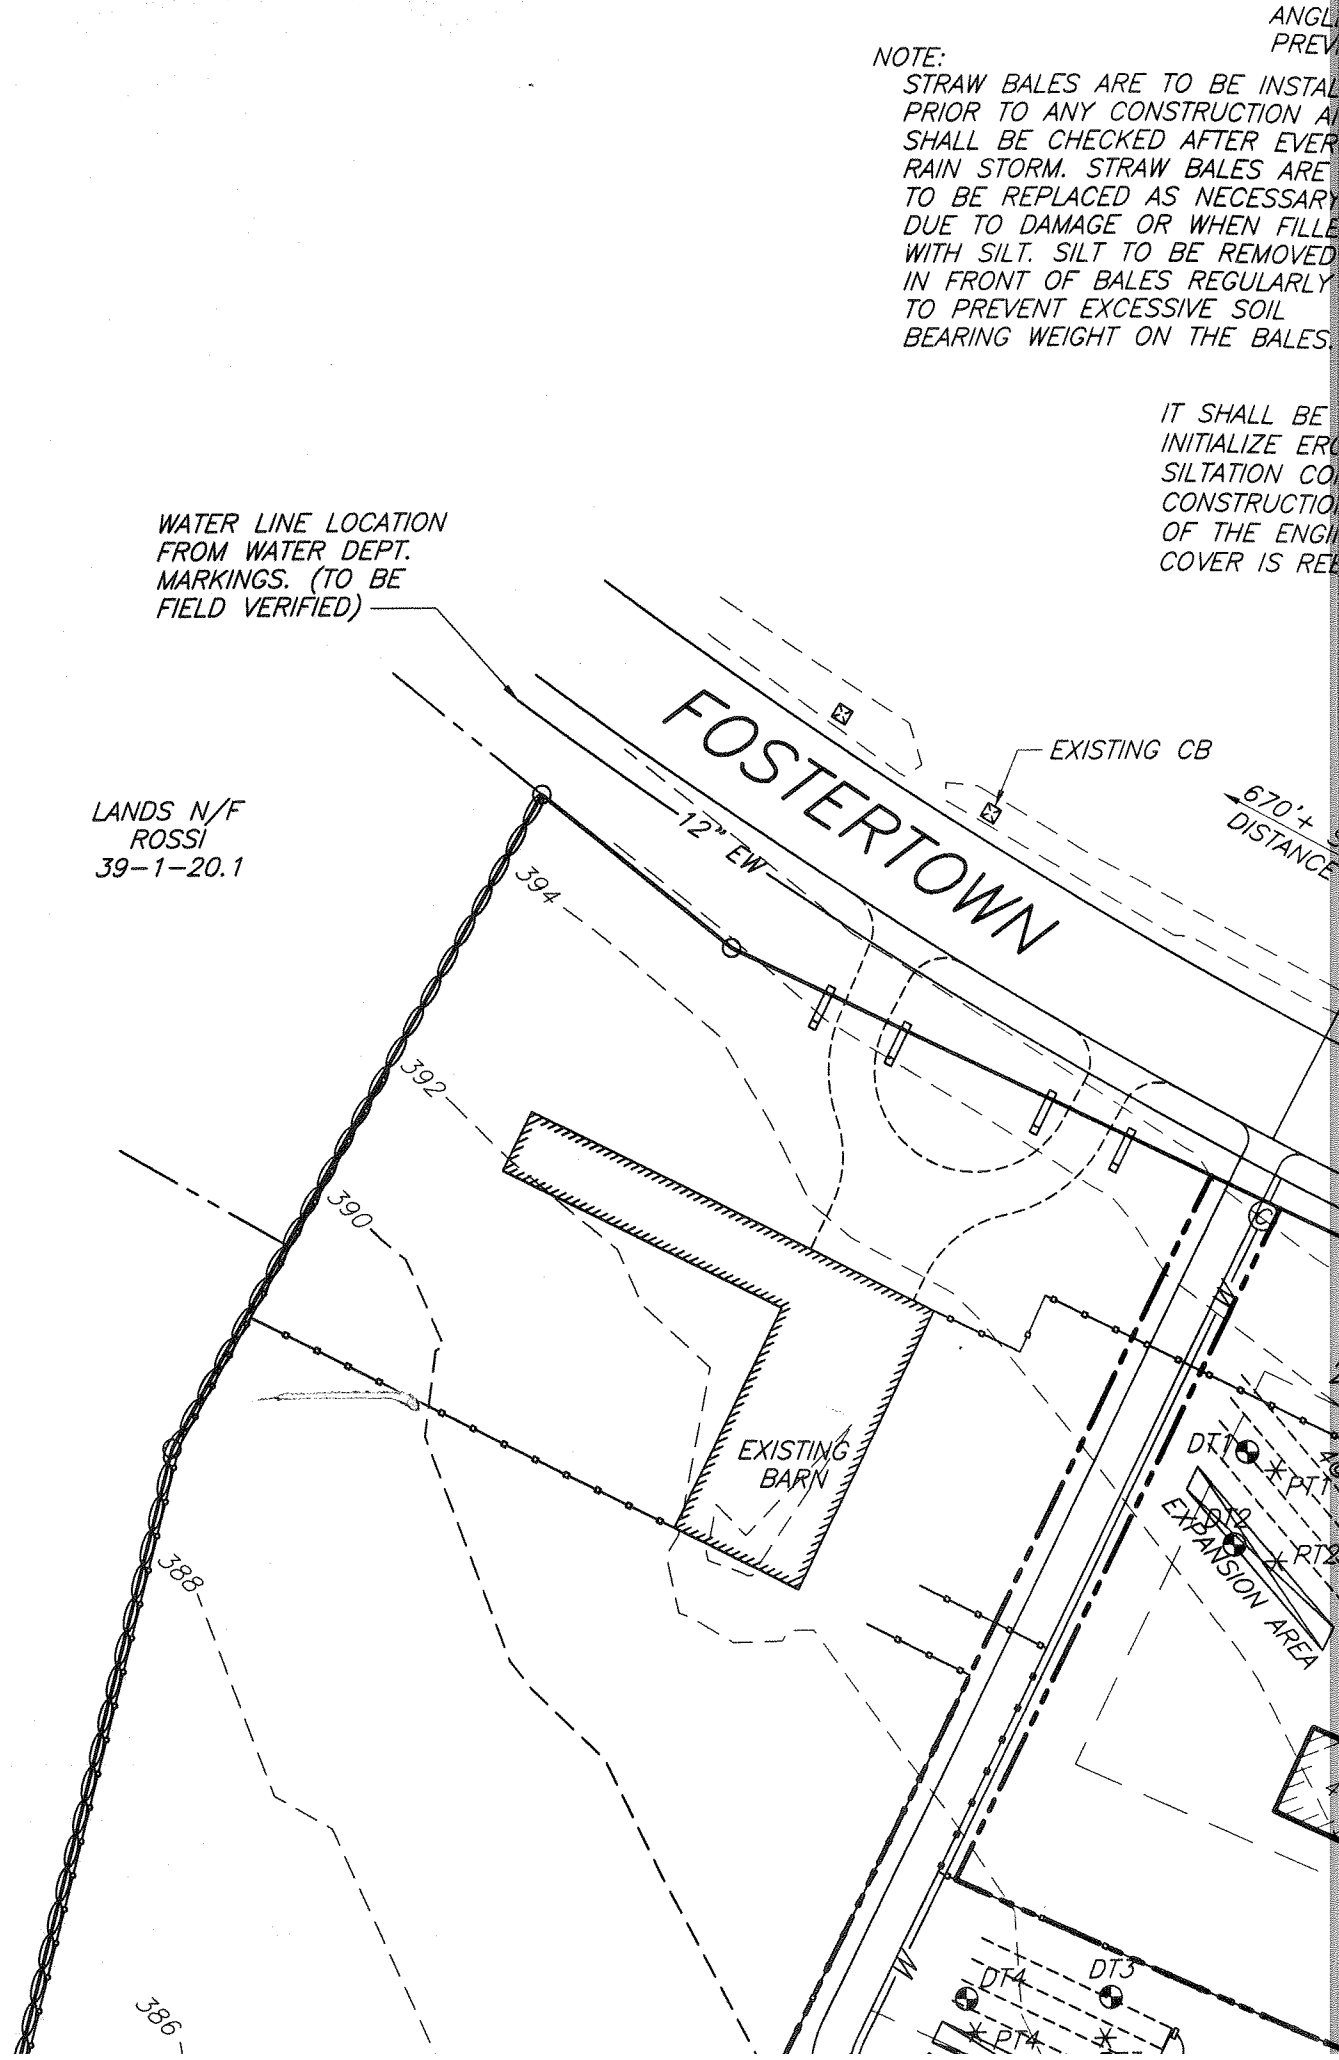 ANGL
PREV
NOTE:
STRAW BALES ARE TO BE INSTAL
PRIOR TO ANY CONSTRUCTION A
SHALL BE CHECKED AFTER EVER
RAIN STORM. STRAW BALES ARE
TO BE REPLACED AS NECESSARY
DUE TO DAMAGE OR WHEN FILLE
WITH SILT. SILT TO BE REMOVED
IN FRONT OF BALES REGULARLY
TO PREVENT EXCESSIVE SOIL
BEARING WEIGHT ON THE BALES.
IT SHALL BE
INITIALIZE ERO
SILTATION CO
CONSTRUCTIO
OF THE ENGI
COVER IS RE
WATER LINE LOCATION
FROM WATER DEPT.
MARKINGS. (TO BE
FIELD VERIFIED)
FOSTERTOWN
EXISTING CB
670'+
DISTANCE
LANDS N/F
ROSSI
39-1-20.1
12" EW
394
392
390
C
W
EXISTING
BARN
DT1
PT1
DT2
PT2
EXPANSION AREA
388
W
DT4
DT3
386
PT4